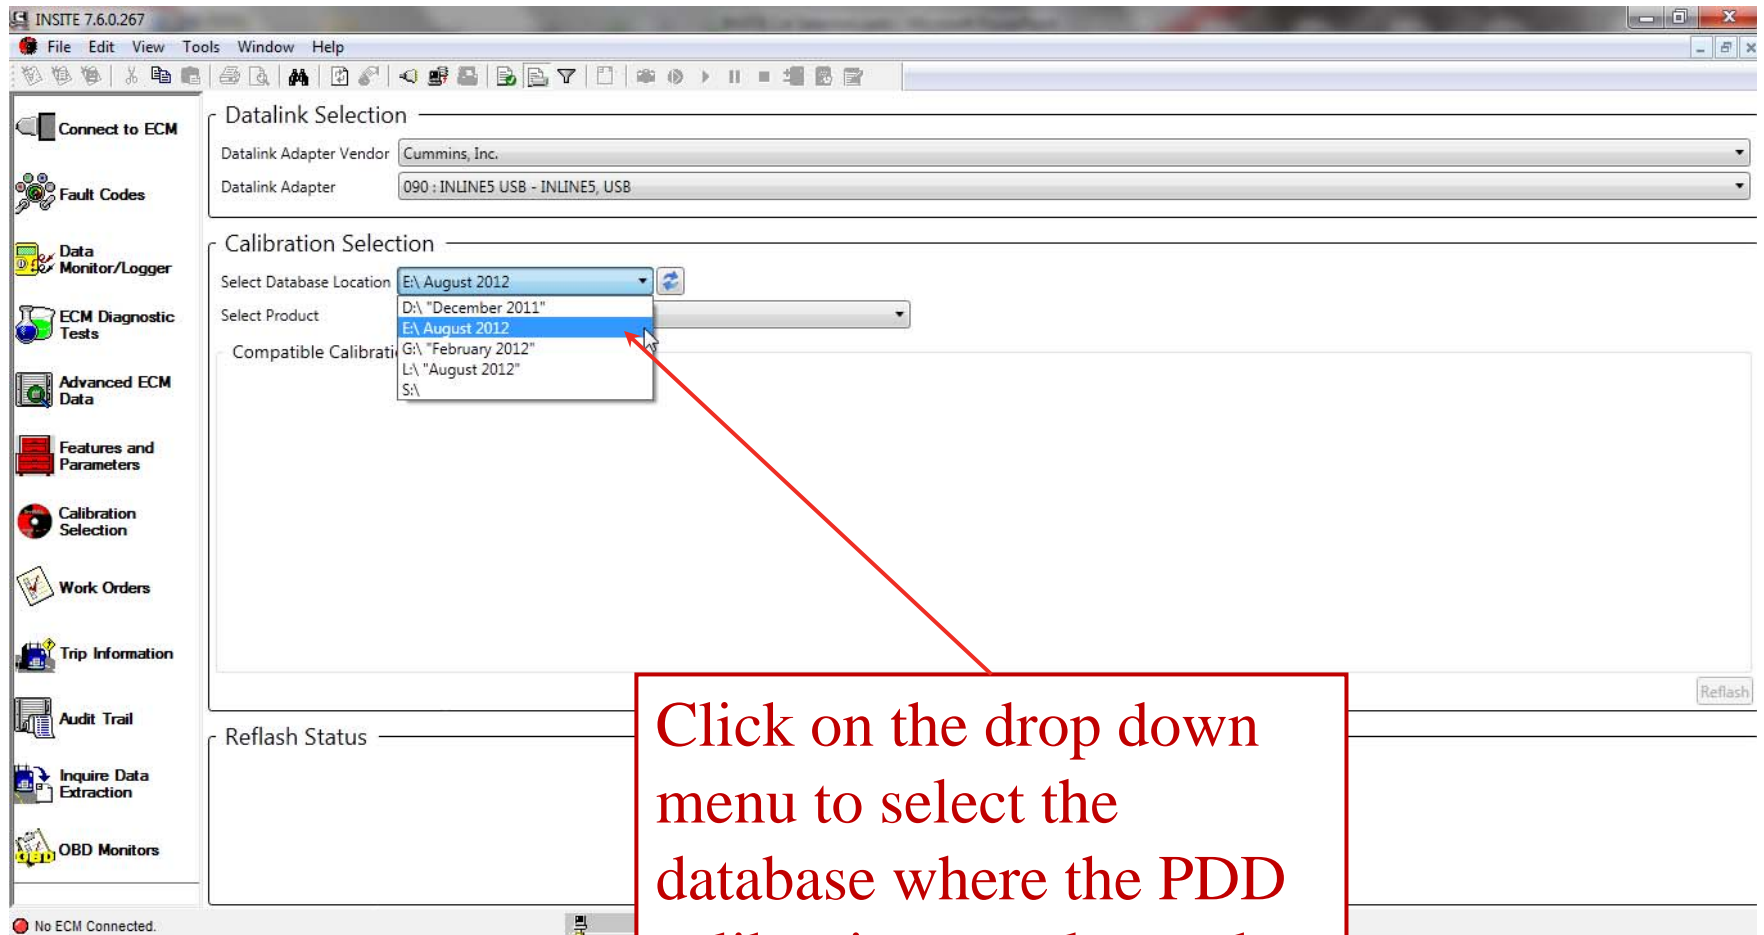 INSITE 7.6.0.267
File Edit View Tools Window Help
Connect to ECM
Fault Codes
Data
Monitor/Logger
ECM Diagnostic
Tests
Advanced ECM
Data
Features and
Parameters
Calibration
Selection
Work Orders
Trip Information
Audit Trail
Inquire Data
Extraction
OBD Monitors
Datalink Selection
Datalink Adapter Vendor Cummins, Inc.
Datalink Adapter 090 : INLINE5 USB - INLINE5, USB
Calibration Selection
Select Database Location E:\ August 2012
Select Product
D:\ "December 2011"
E:\ August 2012
G:\ "February 2012"
L:\ "August 2012"
S:\
Compatible Calibrati
Reflash
Reflash Status
Click on the drop down
menu to select the
database where the PDD
No ECM Connected.